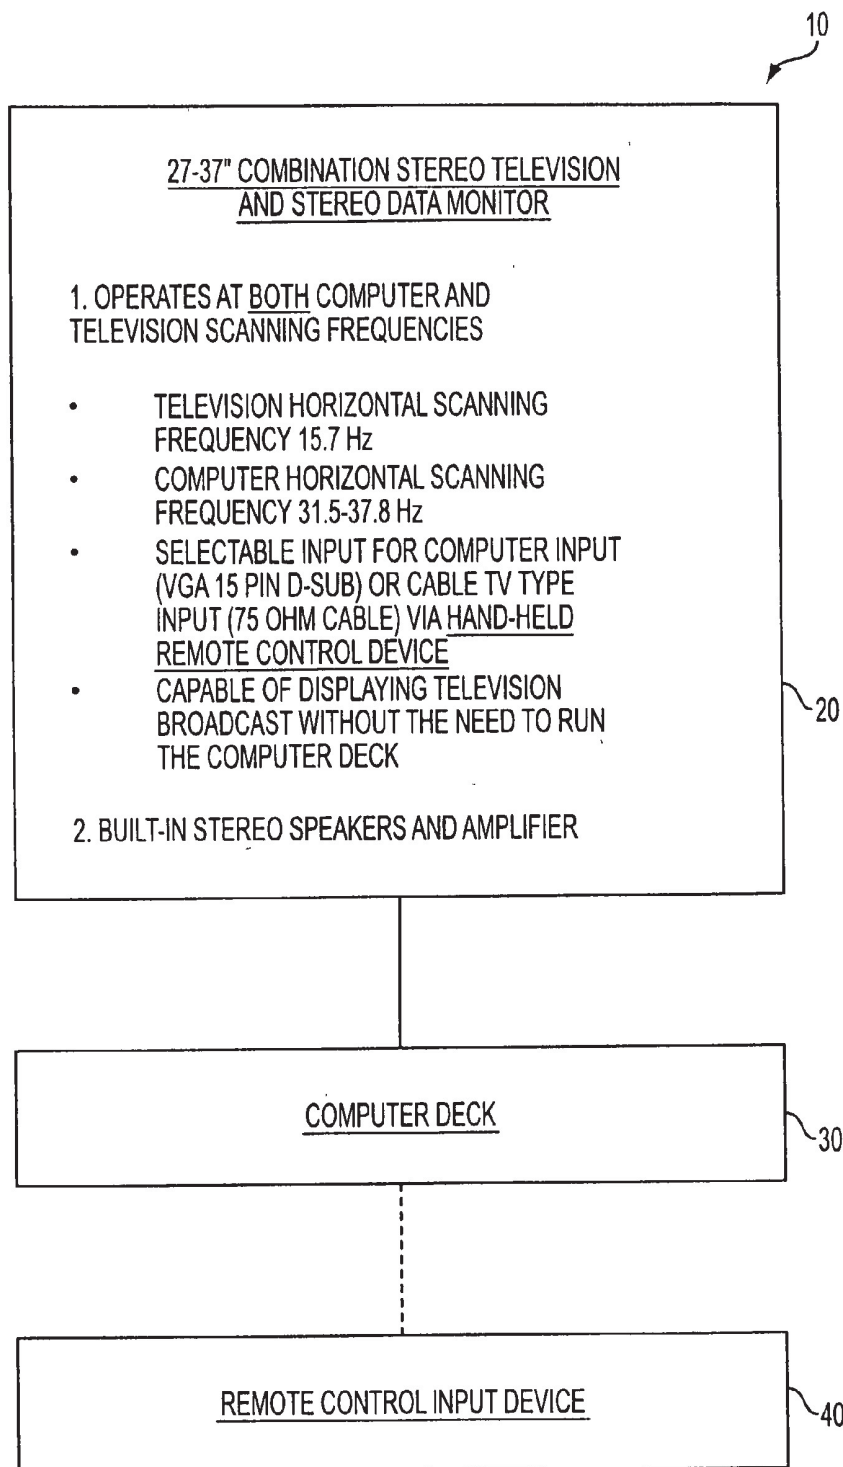 10
27-37" COMBINATION STEREO TELEVISION
AND STEREO DATA MONITOR
1. OPERATES AT BOTH COMPUTER AND
TELEVISION SCANNING FREQUENCIES
• TELEVISION HORIZONTAL SCANNING
FREQUENCY 15.7 Hz
• COMPUTER HORIZONTAL SCANNING
FREQUENCY 31.5-37.8 Hz
• SELECTABLE INPUT FOR COMPUTER INPUT
(VGA 15 PIN D-SUB) OR CABLE TV TYPE
INPUT (75 OHM CABLE) VIA HAND-HELD
REMOTE CONTROL DEVICE
• CAPABLE OF DISPLAYING TELEVISION
BROADCAST WITHOUT THE NEED TO RUN
THE COMPUTER DECK
20
2. BUILT-IN STEREO SPEAKERS AND AMPLIFIER
COMPUTER DECK
30
REMOTE CONTROL INPUT DEVICE
40